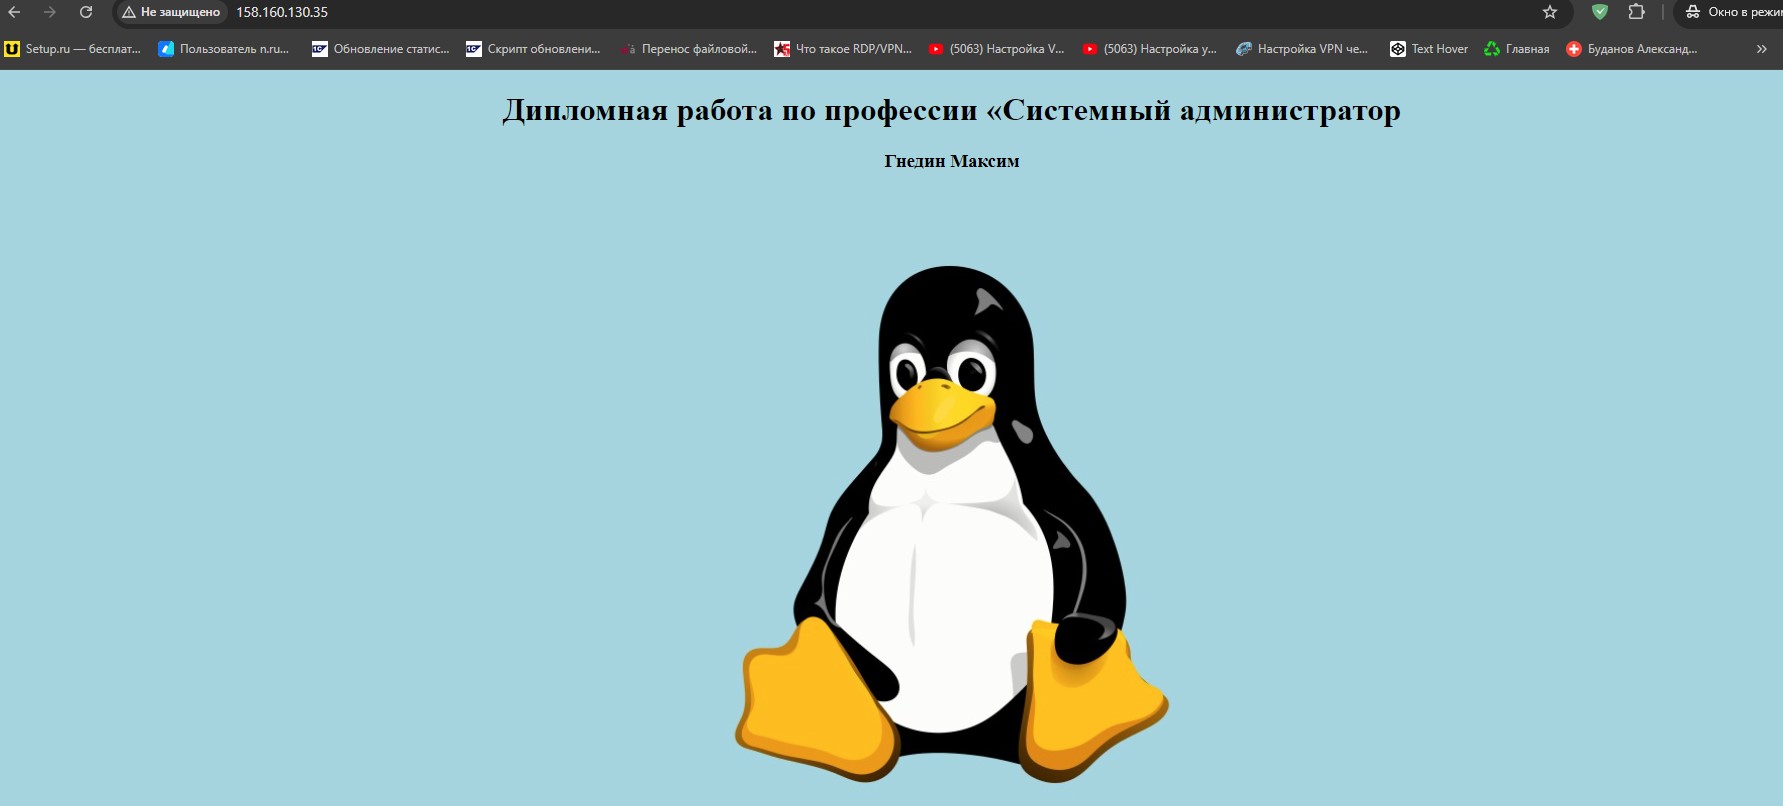 Не защищено 158.160.130.35 Окно в режим
Setup.ru — бесплат... Пользователь n.ru... Обновление статис... Скрипт обновлени... Перенос файловой... Что такое RDP/VPN... (5063) Настройка V... (5063) Настройка у... Настройка VPN че... Text Hover Главная Буданов Александ...
Дипломная работа по профессии «Системный администратор
Гнедин Максим